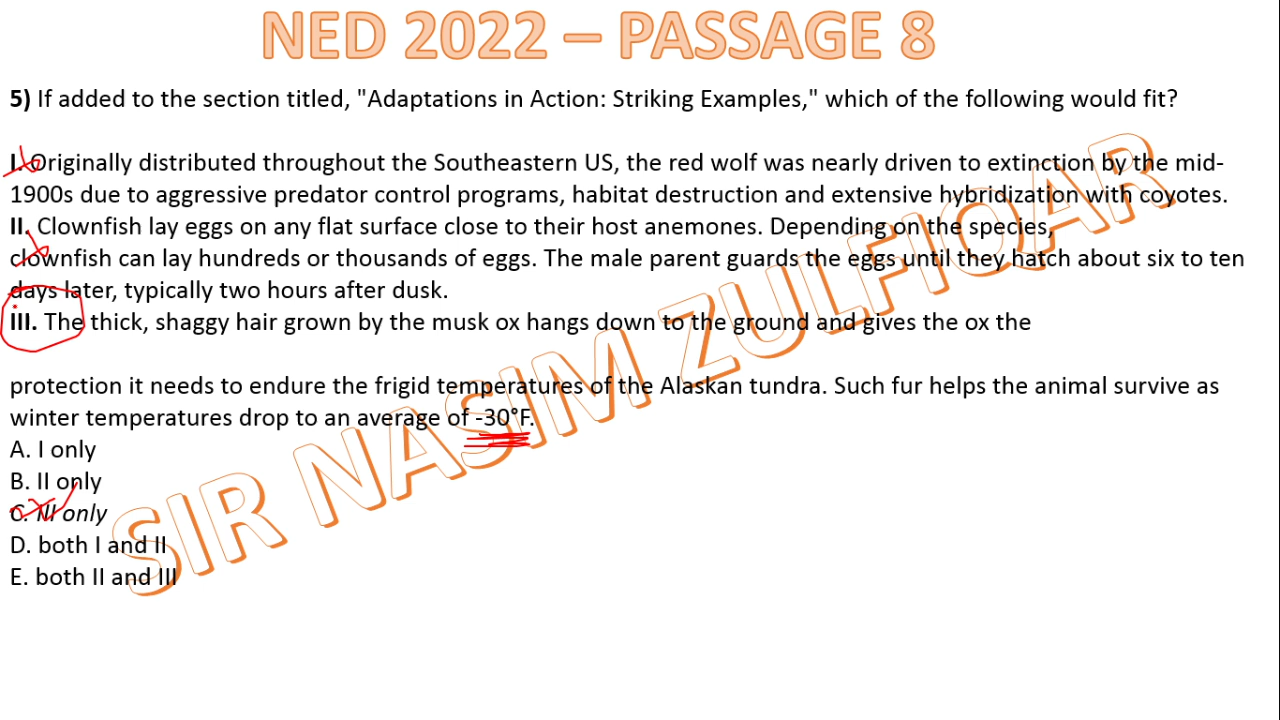 NED 2022 – PASSAGE 8
5) If added to the section titled, "Adaptations in Action: Striking Examples," which of the following would fit?
I. Originally distributed throughout the Southeastern US, the red wolf was nearly driven to extinction by the mid-
1900s due to aggressive predator control programs, habitat destruction and extensive hybridization with coyotes.
II. Clownfish lay eggs on any flat surface close to their host anemones. Depending on the species,
clownfish can lay hundreds or thousands of eggs. The male parent guards the eggs until they hatch about six to ten
days later, typically two hours after dusk.
III. The thick, shaggy hair grown by the musk ox hangs down to the ground and gives the ox the
protection it needs to endure the frigid temperatures of the Alaskan tundra. Such fur helps the animal survive as
winter temperatures drop to an average of -30°F.
A. I only
B. II only
C. NI only
D. both I and II
E. both II and III
SIR NASIM ZULFIQAR